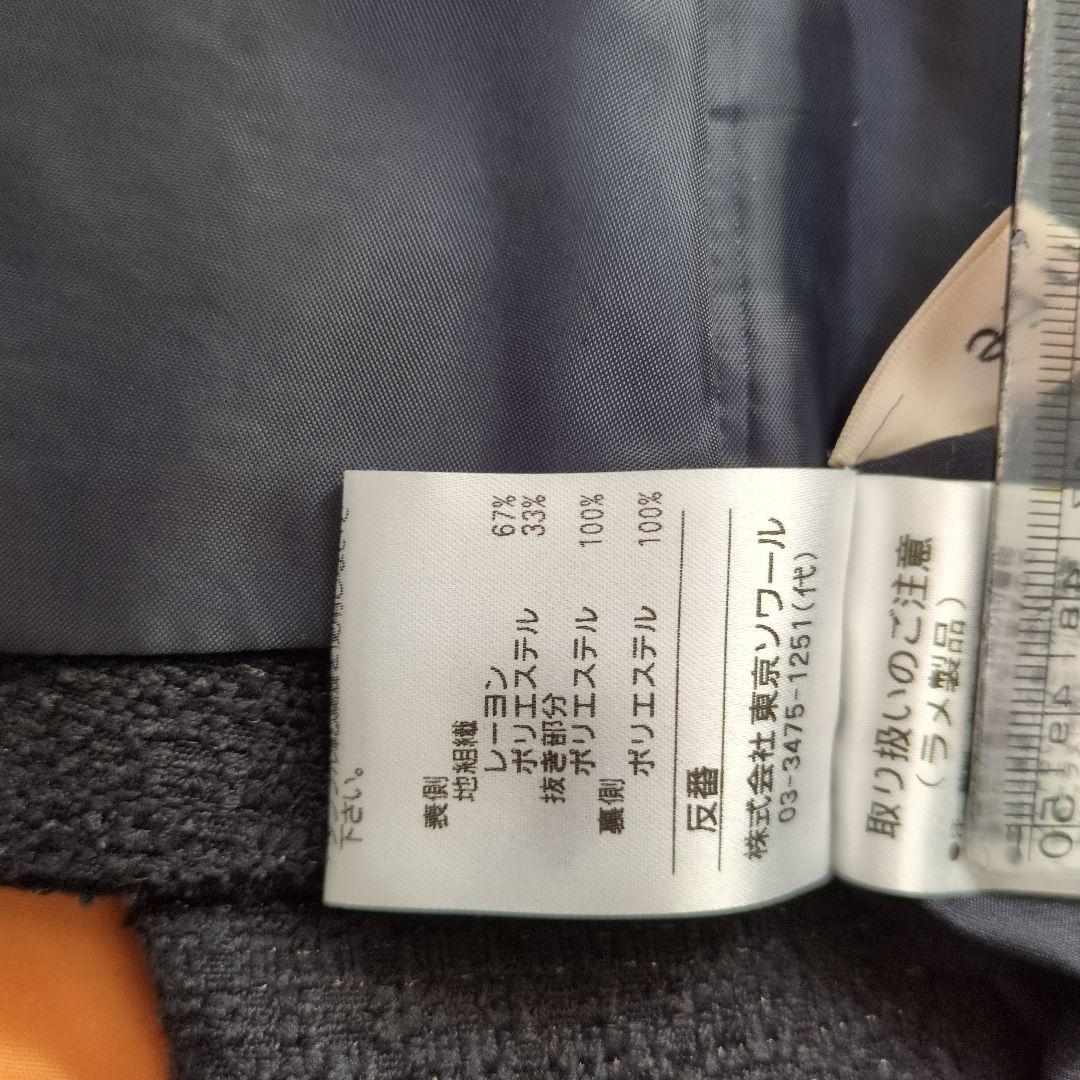 下さい。
表側
地組織
レーヨン 67%
ポリエステル 33%
抜き部分
ポリエステル 100%
裏側
ポリエステル 100%
反番
株式会社 東京ソワール
03-3475-1251(代)
取り扱いのご注意
(ラメ製品)
50